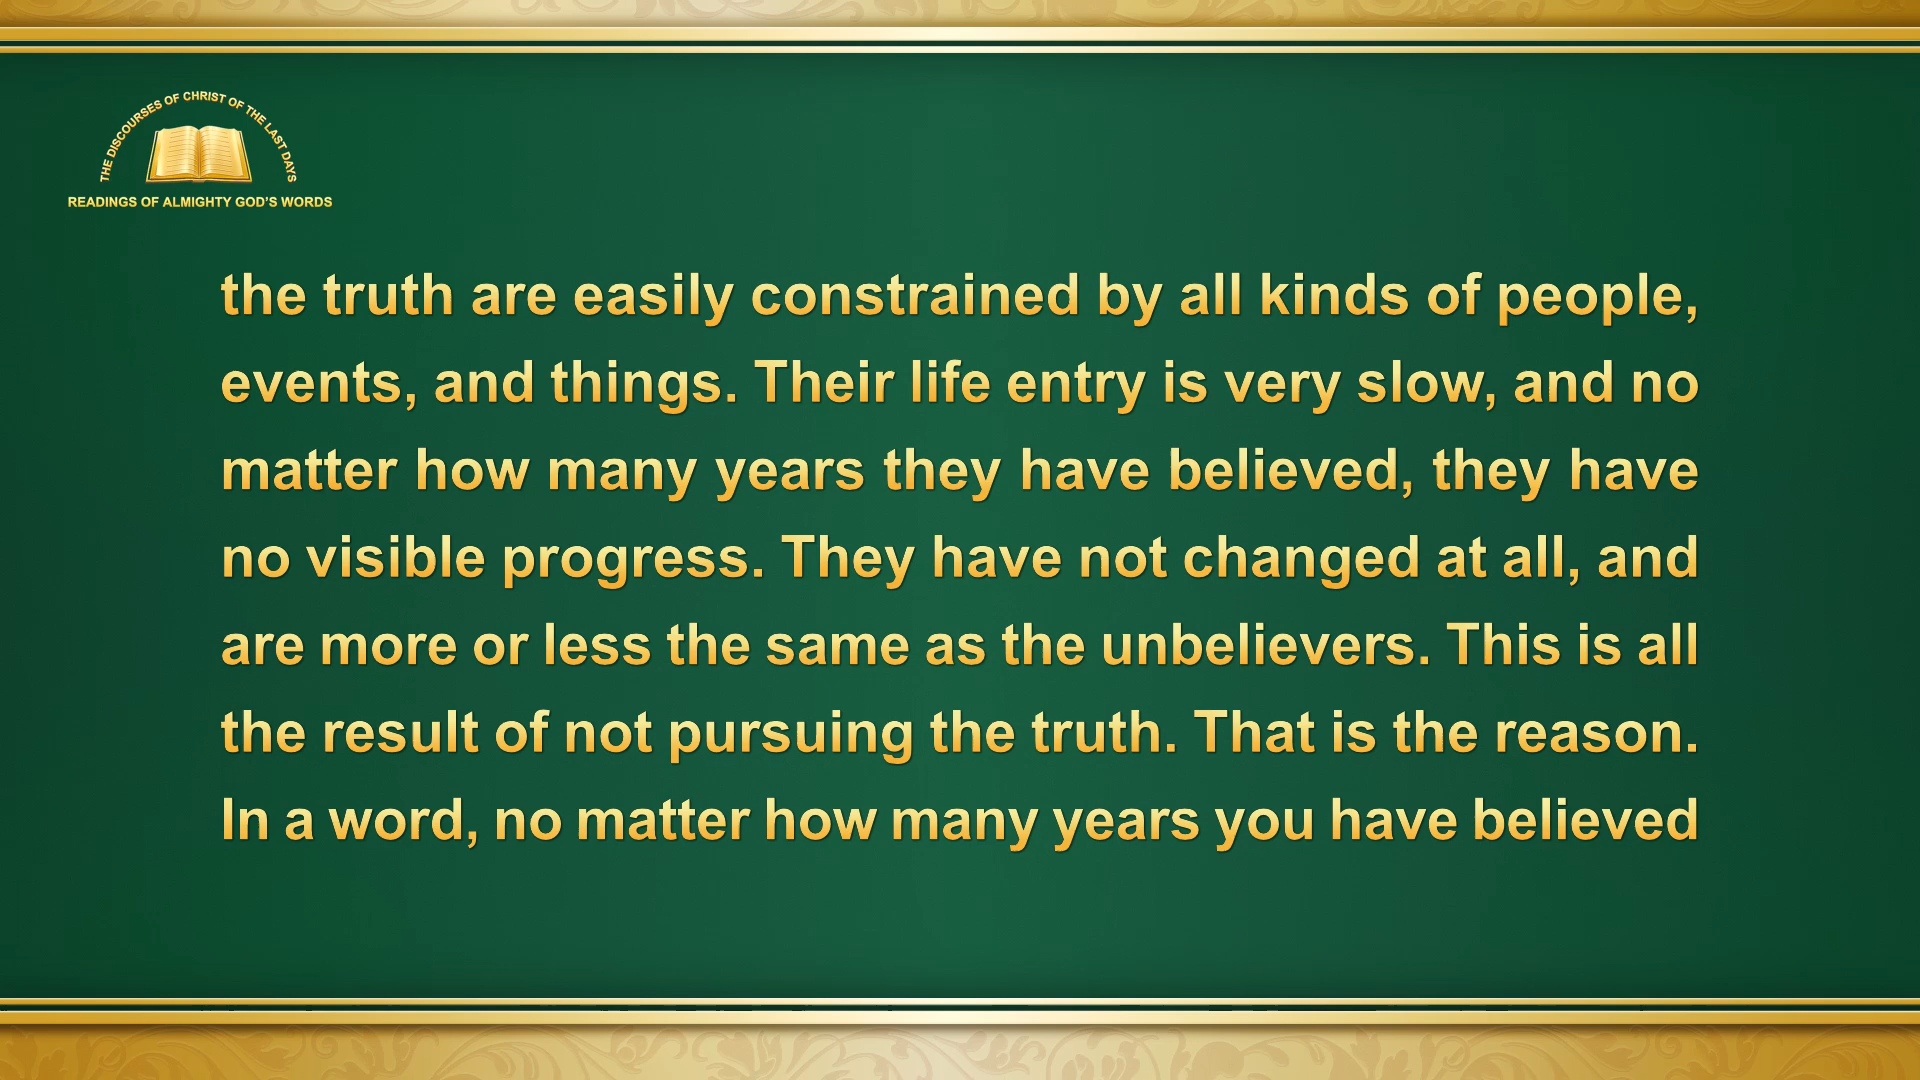 THE DISCOURSES OF CHRIST OF THE LAST DAYS
READINGS OF ALMIGHTY GOD'S WORDS
the truth are easily constrained by all kinds of people,
events, and things. Their life entry is very slow, and no
matter how many years they have believed, they have
no visible progress. They have not changed at all, and
are more or less the same as the unbelievers. This is all
the result of not pursuing the truth. That is the reason.
In a word, no matter how many years you have believed